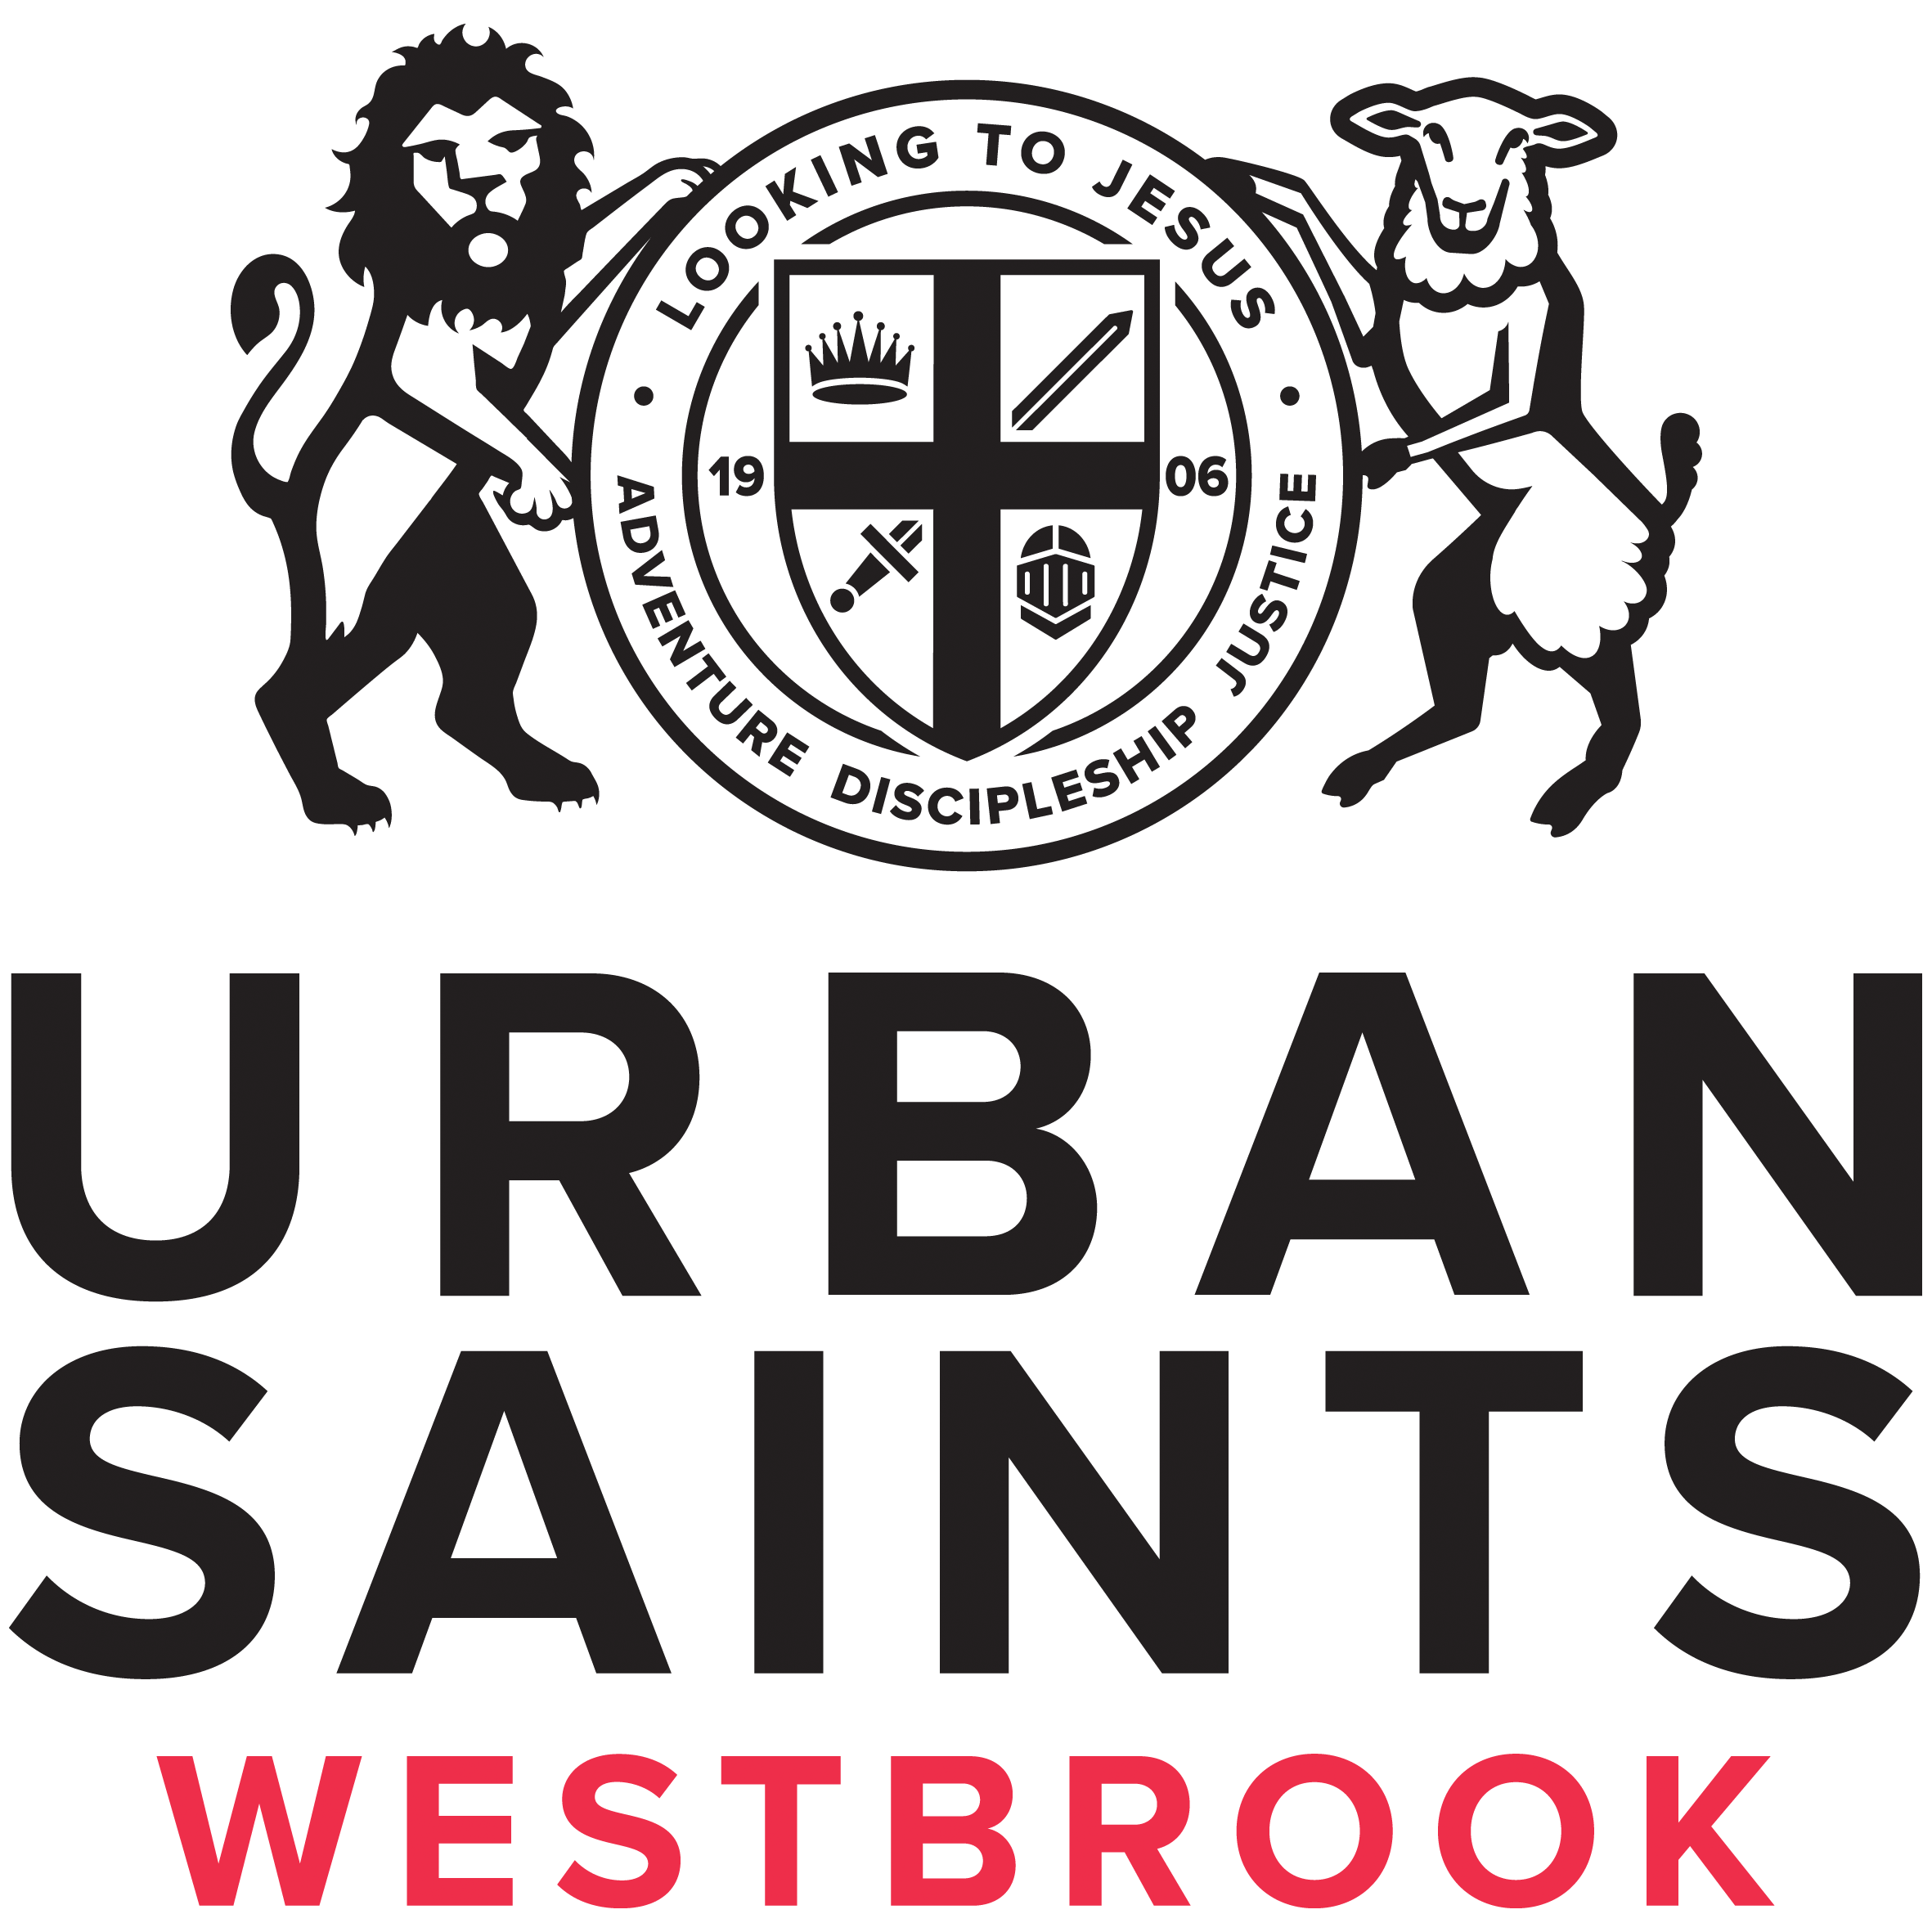 LOOKING TO JESUS
19 06
ADVENTURE DISCIPLESHIP JUSTICE
URBAN
SAINTS
WESTBROOK